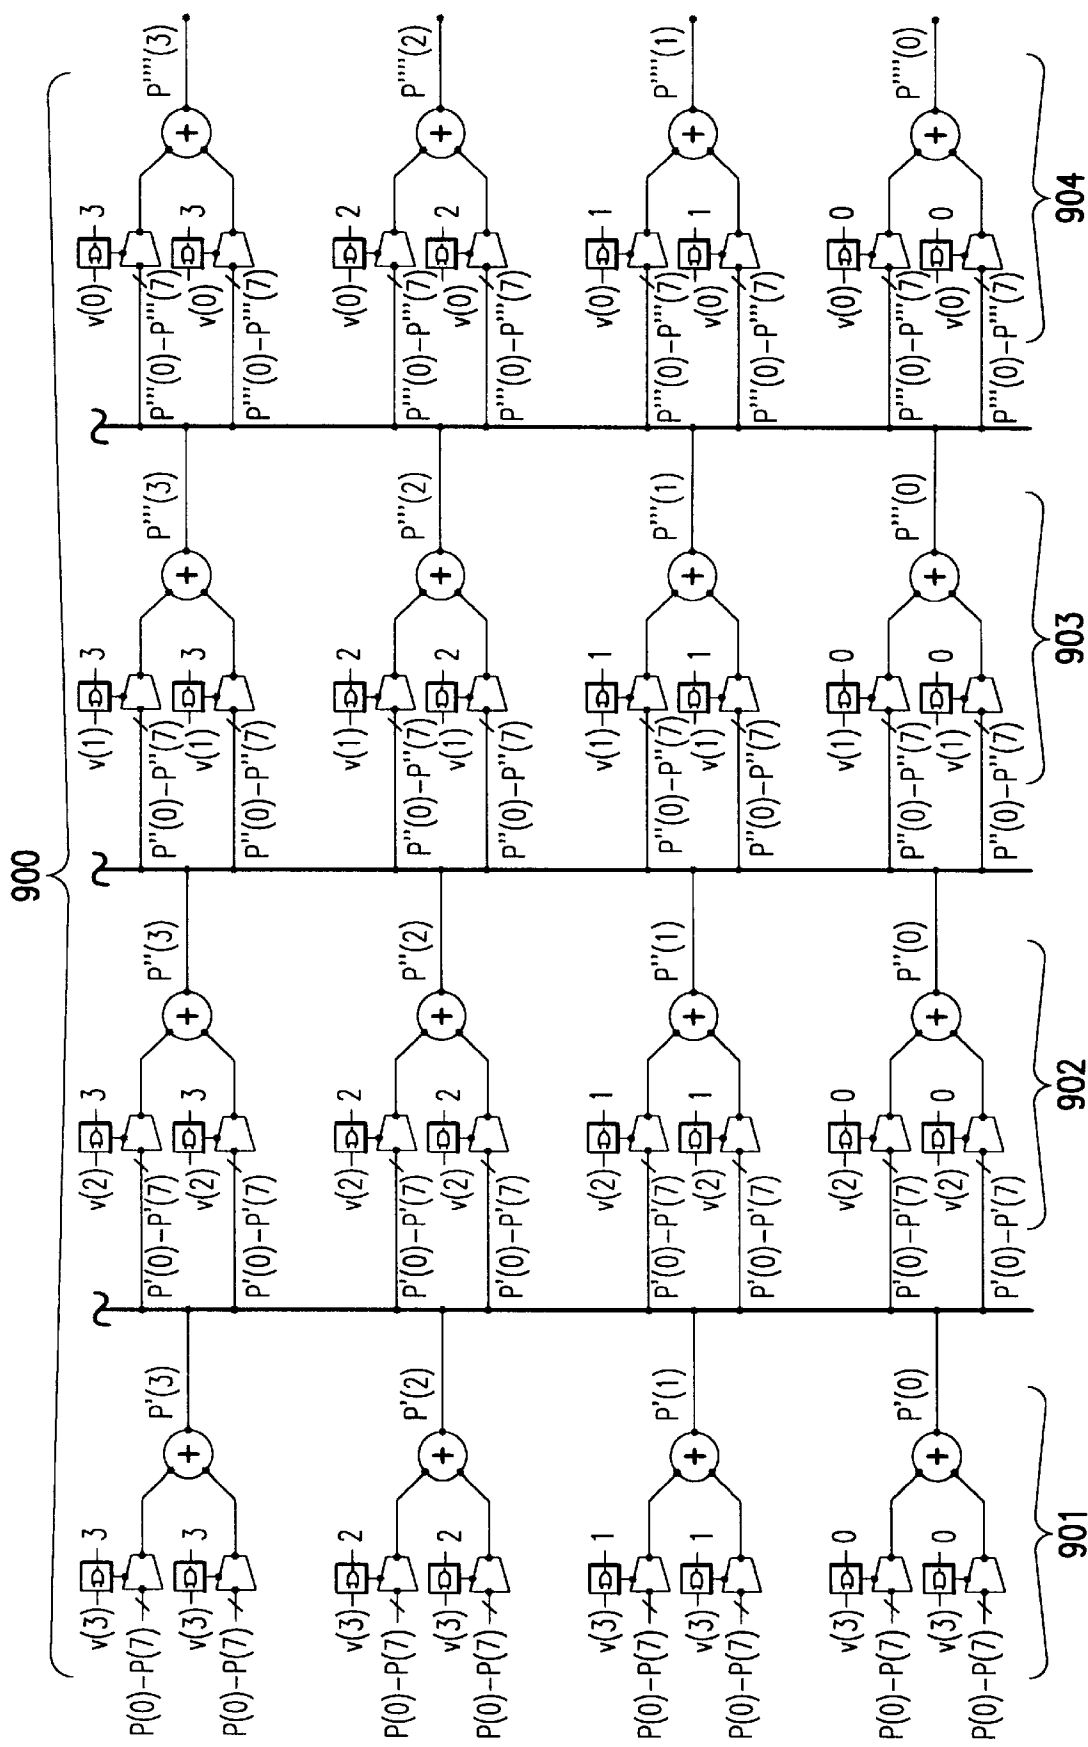 900
v(3) 3 v(2) 3 v(1) 3 v(0) 3
P(0)-P(7) P'(0)-P'(7) P''(0)-P''(7) P'''(0)-P'''(7)
P'(3) P''(3) P'''(3) P''''(3)
+ + + +
v(3) 3 v(2) 3 v(1) 3 v(0) 3
P(0)-P(7) P'(0)-P'(7) P''(0)-P''(7) P'''(0)-P'''(7)
v(3) 2 v(2) 2 v(1) 2 v(0) 2
P(0)-P(7) P'(0)-P'(7) P''(0)-P''(7) P'''(0)-P'''(7)
P'(2) P''(2) P'''(2) P''''(2)
+ + + +
v(3) 2 v(2) 2 v(1) 2 v(0) 2
P(0)-P(7) P'(0)-P'(7) P''(0)-P''(7) P'''(0)-P'''(7)
v(3) 1 v(2) 1 v(1) 1 v(0) 1
P(0)-P(7) P'(0)-P'(7) P''(0)-P''(7) P'''(0)-P'''(7)
P'(1) P''(1) P'''(1) P''''(1)
+ + + +
v(3) 1 v(2) 1 v(1) 1 v(0) 1
P(0)-P(7) P'(0)-P'(7) P''(0)-P''(7) P'''(0)-P'''(7)
v(3) 0 v(2) 0 v(1) 0 v(0) 0
P(0)-P(7) P'(0)-P'(7) P''(0)-P''(7) P'''(0)-P'''(7)
P'(0) P''(0) P'''(0) P''''(0)
+ + + +
v(3) 0 v(2) 0 v(1) 0 v(0) 0
P(0)-P(7) P'(0)-P'(7) P''(0)-P''(7) P'''(0)-P'''(7)
901 902 903 904